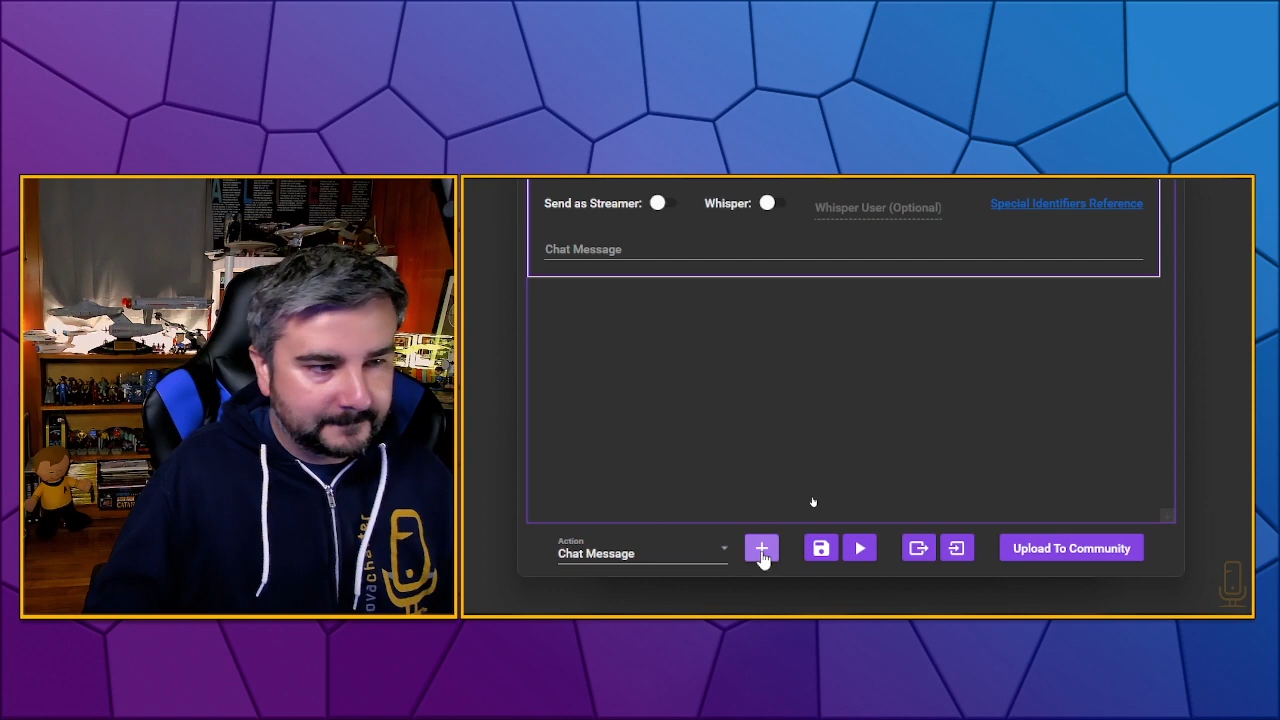 Send as Streamer: Whisper: Whisper User (Optional) Special Identifiers Reference
Chat Message
Action
Chat Message
Upload To Community